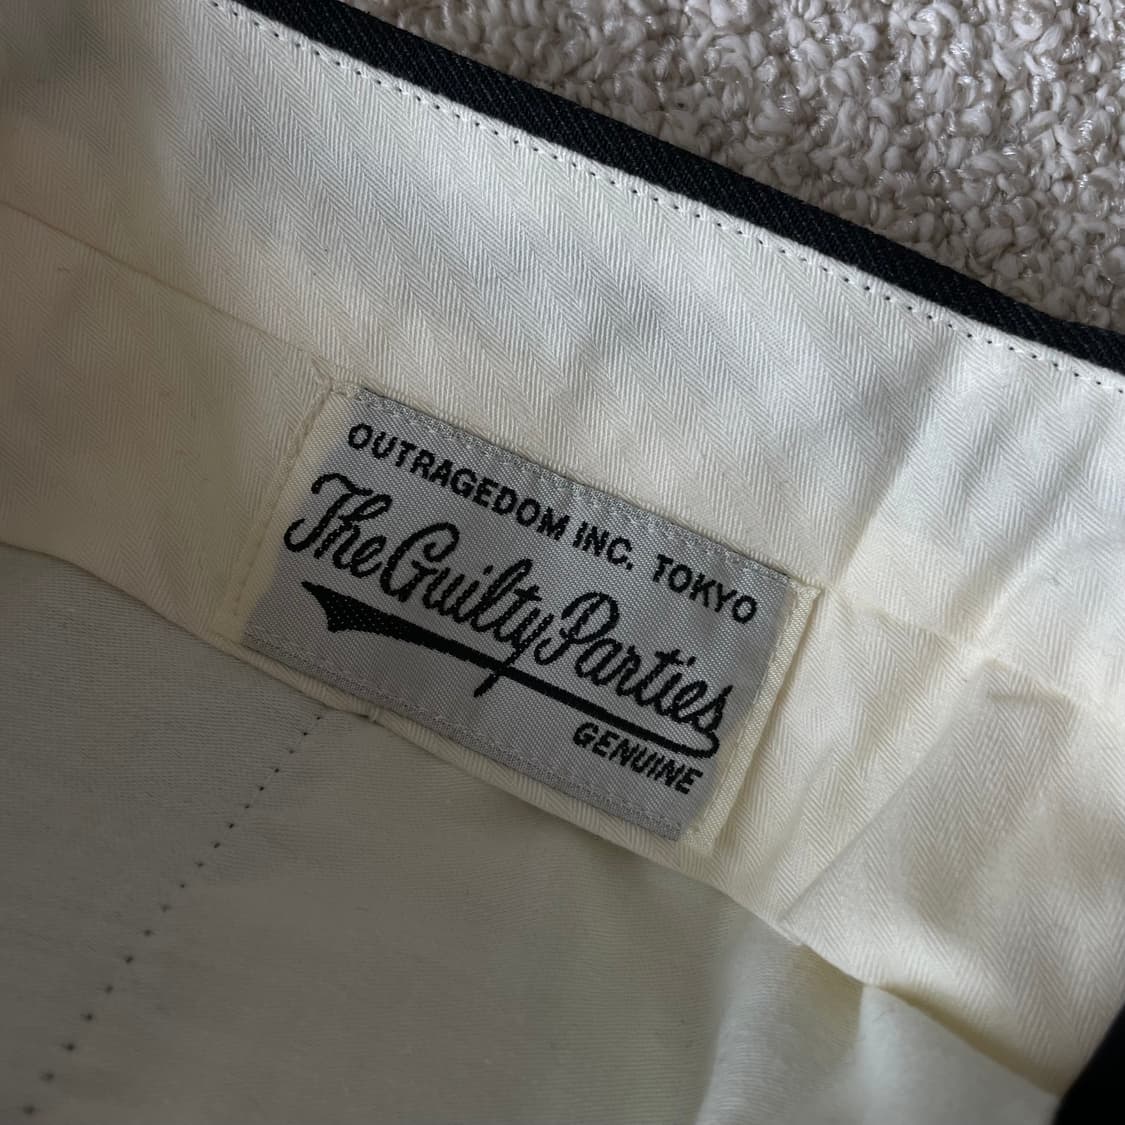 OUTRAGEDOM INC. TOKYO
The Guilty Parties
GENUINE